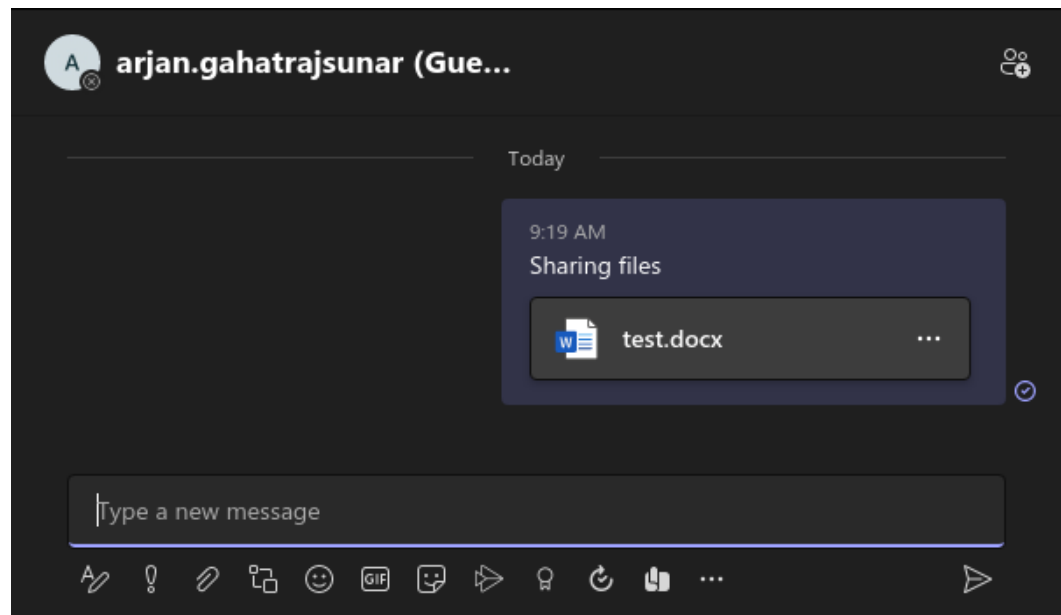 A arjan.gahatrajsunar (Gue...
Today
9:19 AM
Sharing files
W test.docx ...
Type a new message
GIF